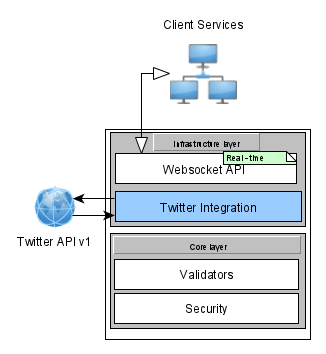 Client Services
Infrastructure layer
Real-time
Websocket API
Twitter Integration
Twitter API v1
Core layer
Validators
Security